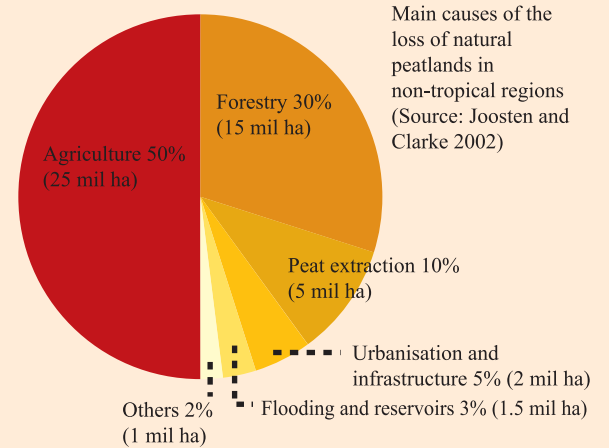 Main causes of the
loss of natural
peatlands in
non-tropical regions
(Source: Joosten and
Clarke 2002)
Forestry 30%
(15 mil ha)
Agriculture 50%
(25 mil ha)
Peat extraction 10%
(5 mil ha)
Urbanisation and
infrastructure 5% (2 mil ha)
Flooding and reservoirs 3% (1.5 mil ha)
Others 2%
(1 mil ha)